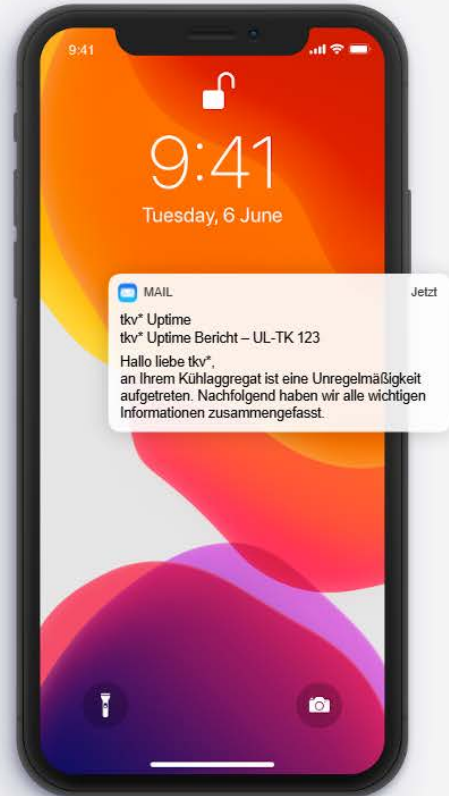 9:41
9:41
Tuesday, 6 June
MAIL
Jetzt
tkv* Uptime
tkv* Uptime Bericht – UL-TK 123
Hallo liebe tkv*,
an Ihrem Kühlaggregat ist eine Unregelmäßigkeit
aufgetreten. Nachfolgend haben wir alle wichtigen
Informationen zusammengefasst.